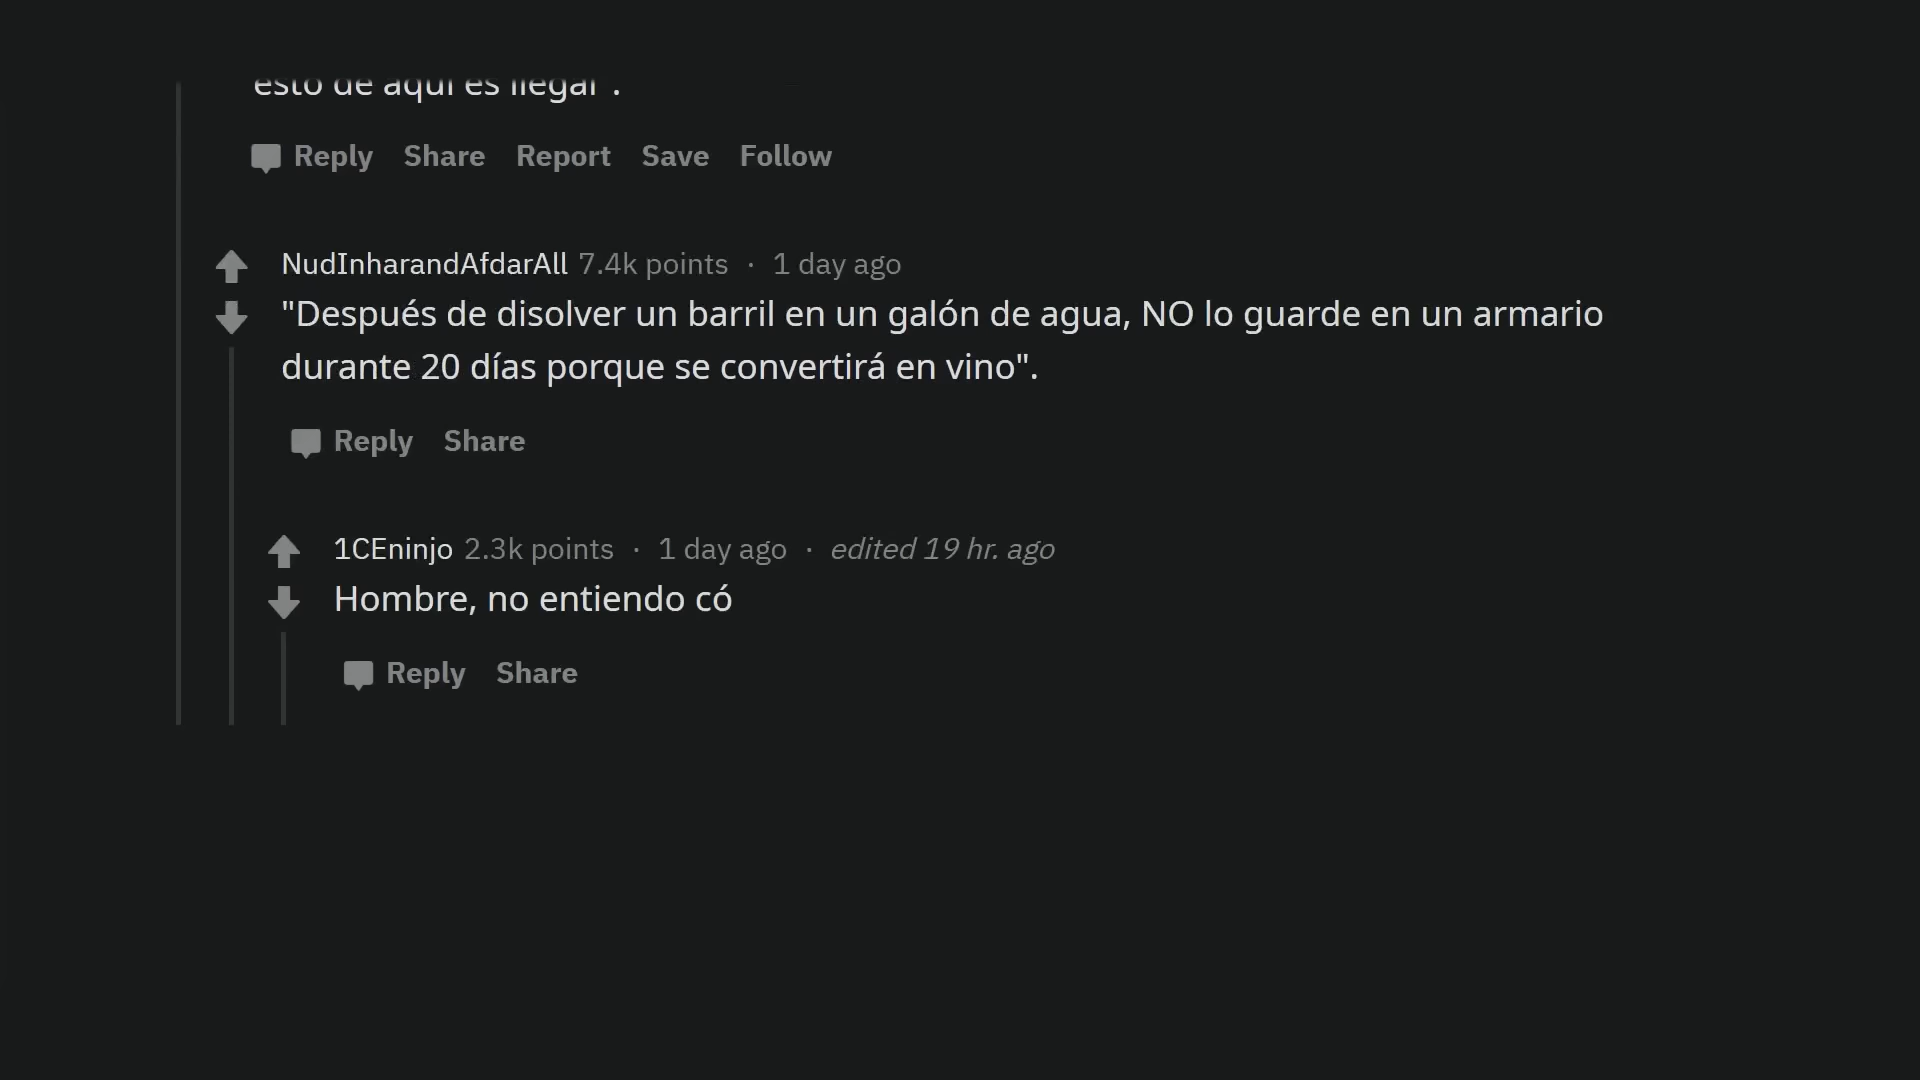 esto de aquí es ilegal".
Reply Share Report Save Follow
NudInharandAfdarAll 7.4k points · 1 day ago
"Después de disolver un barril en un galón de agua, NO lo guarde en un armario
durante 20 días porque se convertirá en vino".
Reply Share
1CEninjo 2.3k points · 1 day ago · edited 19 hr. ago
Hombre, no entiendo có
Reply Share